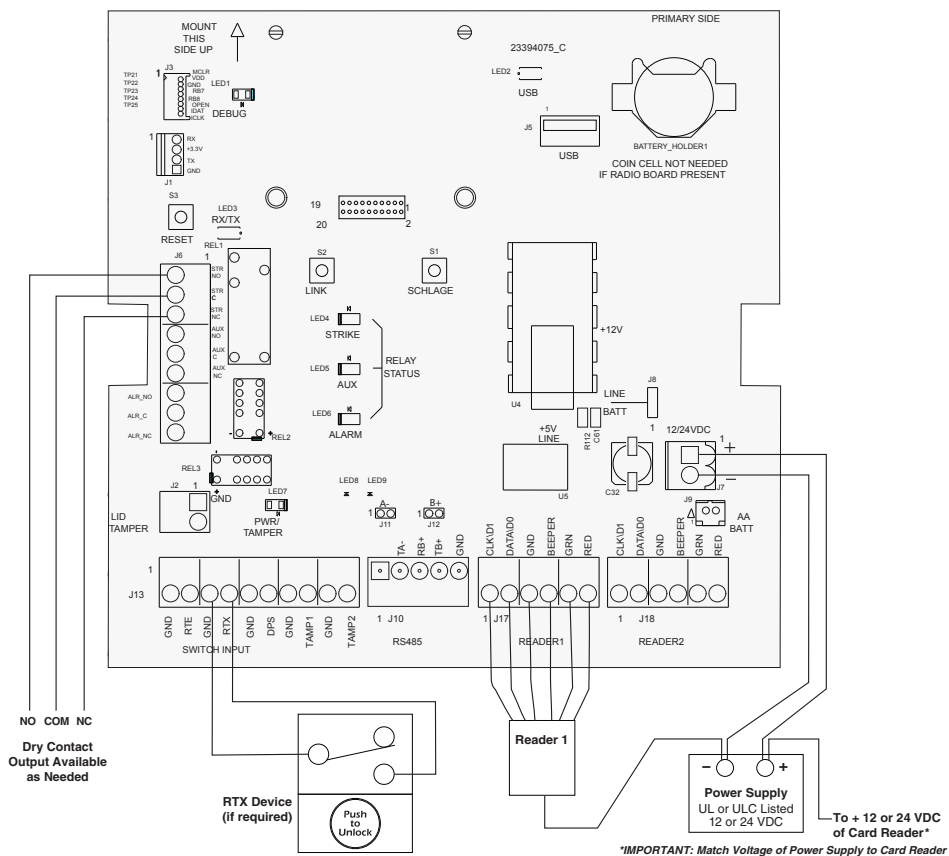 MOUNT
THIS
SIDE UP
PRIMARY SIDE
23394075_C
LED2
USB
TP21
TP22
TP23
TP24
TP25
1
J3
MCLR
VDD
GND
RB7
RB8
OPEN
IDAT
ICLK
LED1
DEBUG
1
J5
USB
BATTERY_HOLDER1
COIN CELL NOT NEEDED
IF RADIO BOARD PRESENT
1
RX
+3.3V
TX
GND
J1
S3
RESET
LED3
RX/TX
REL1
19
1
20
2
S2
LINK
S1
SCHLAGE
J6
1
STR
NO
STR
C
STR
NC
AUX
NO
AUX
C
AUX
NC
ALR_NO
ALR_C
ALR_NC
LED4
STRIKE
LED5
AUX
LED6
ALARM
RELAY
STATUS
+12V
U4
LINE
BATT
J8
1
R112
C61
+5V
LINE
U5
C32
12/24VDC
1
+
−
J7
J9
1
AA
BATT
-
+
REL2
REL3
-
+
GND
J2
1
LID
TAMPER
LED7
PWR/
TAMPER
LED8
LED9
A-
1
J11
B+
1
J12
1
J13
GND
RTE
GND
RTX
GND
DPS
GND
TAMP1
GND
TAMP2
SWITCH INPUT
TA-
RB+
TB+
GND
1
J10
RS485
CLK\D1
DATA\D0
GND
BEEPER
GRN
RED
1
J17
READER1
CLK\D1
DATA\D0
GND
BEEPER
GRN
RED
1
J18
READER2
NO COM NC
Dry Contact
Output Available
as Needed
RTX Device
(if required)
Push
to
Unlock
Reader 1
− +
Power Supply
UL or ULC Listed
12 or 24 VDC
To + 12 or 24 VDC
of Card Reader*
*IMPORTANT: Match Voltage of Power Supply to Card Reader